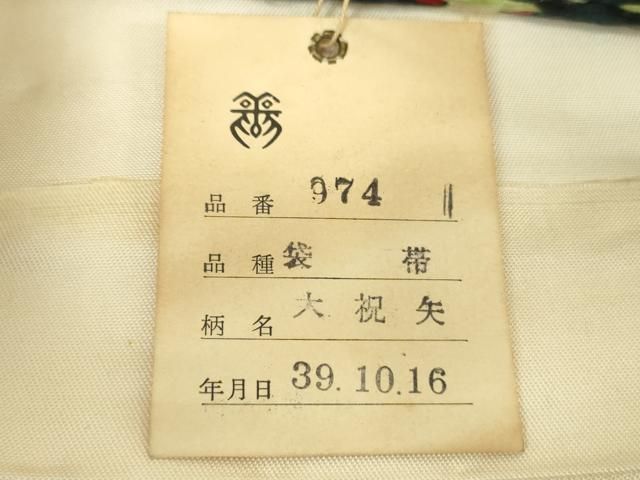 品番 974 ||
品種 袋帯
柄名 大祝矢
年月日 39.10.16